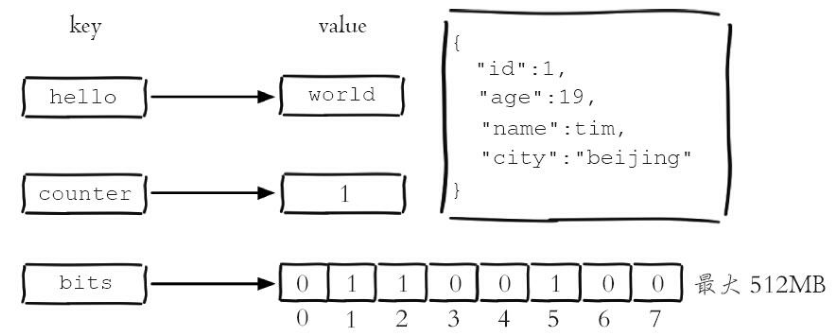 key value
hello world
counter 1
{
"id":1,
"age":19,
"name":tim,
"city":"beijing"
}
bits 0 1 1 0 0 1 0 0 最大 512MB
0 1 2 3 4 5 6 7